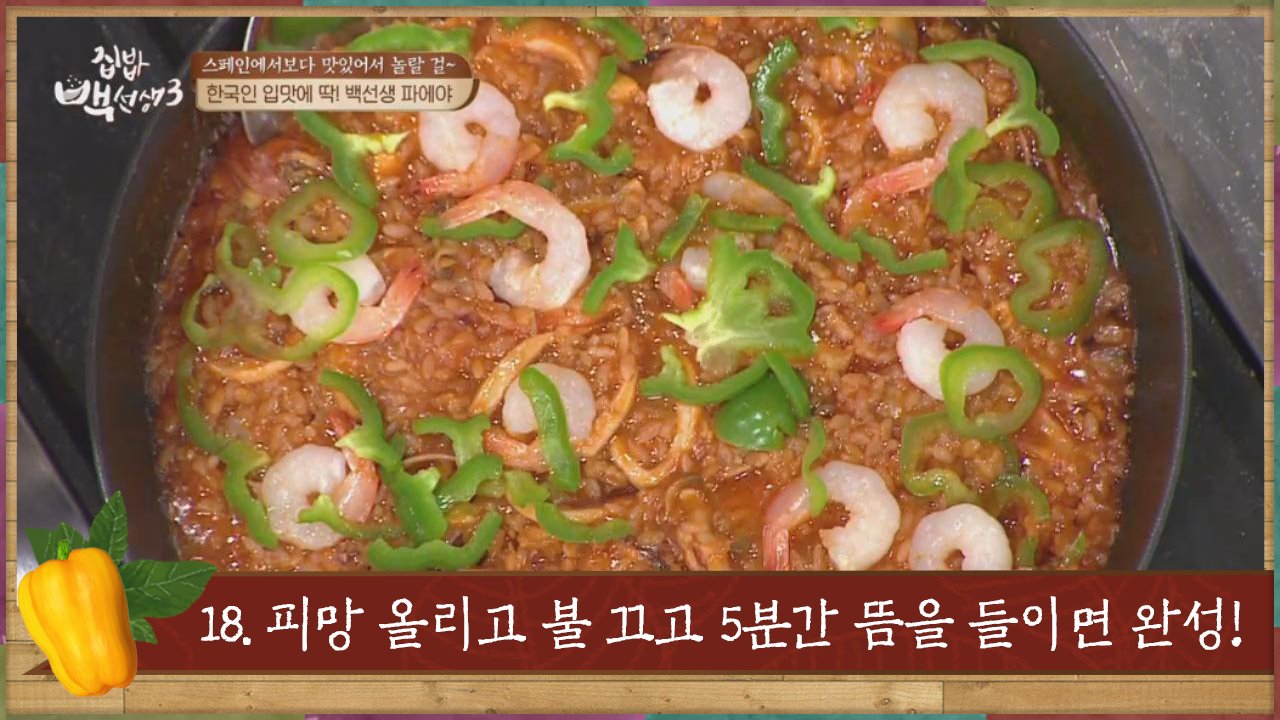 집밥
백선생3
스페인에서보다 맛있어서 놀랄 걸~
한국인 입맛에 딱! 백선생 파에야
18. 피망 올리고 불 끄고 5분간 뜸을 들이면 완성!